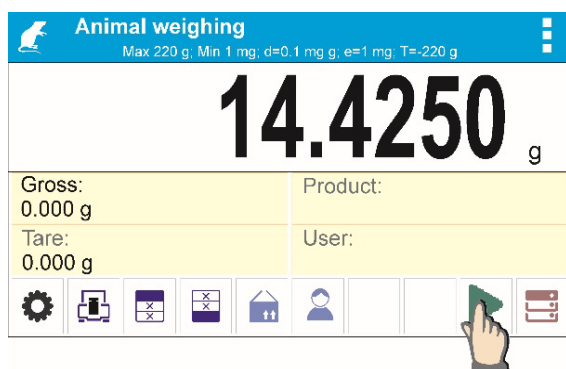 Animal weighing
Max 220 g; Min 1 mg; d=0.1 mg g; e=1 mg; T=-220 g
14.4250 g
Gross:
0.000 g
Product:
Tare:
0.000 g
User: